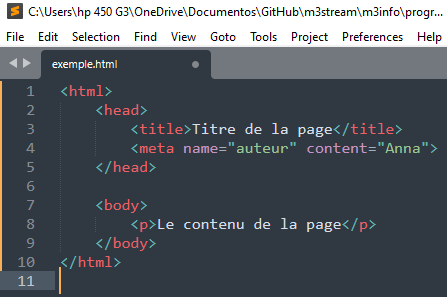 C:\Users\hp 450 G3\OneDrive\Documentos\GitHub\m3stream\m3info\progr...
File Edit Selection Find View Goto Tools Project Preferences Help
exemple.html
1 <html>
2 <head>
3 <title>Titre de la page</title>
4 <meta name="auteur" content="Anna">
5 </head>
6
7 <body>
8 <p>Le contenu de la page</p>
9 </body>
10 </html>
11